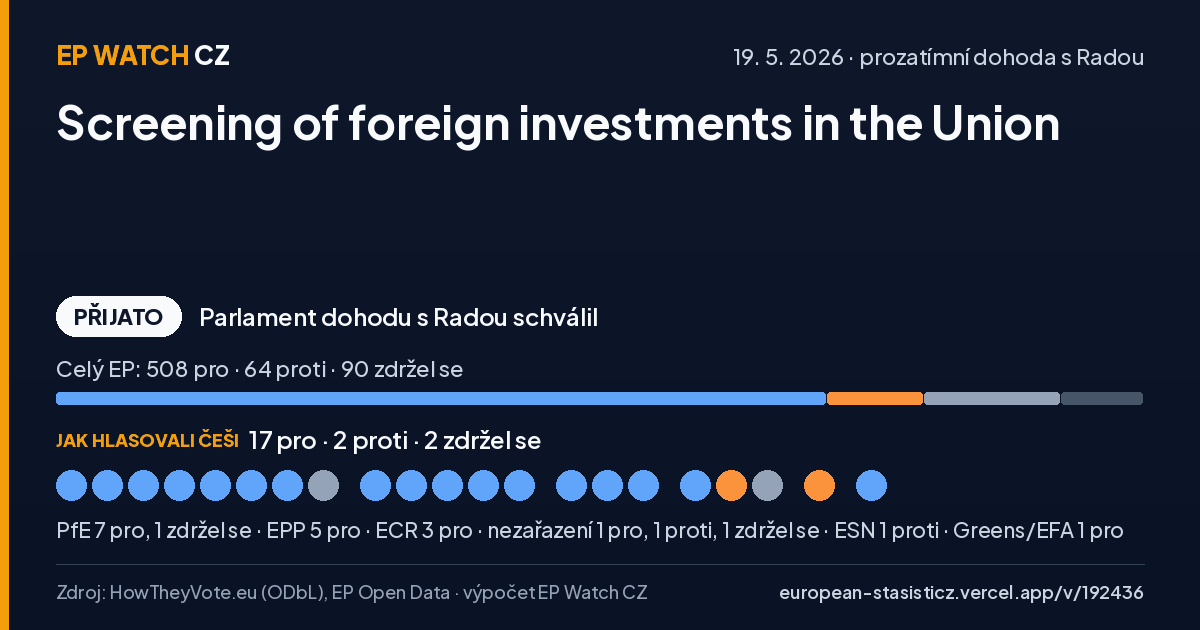 EP WATCH CZ
19. 5. 2026 · prozatímní dohoda s Radou
Screening of foreign investments in the Union
PŘIJATO Parlament dohodu s Radou schválil
Celý EP: 508 pro · 64 proti · 90 zdržel se
JAK HLASOVALI ČEŠI 17 pro · 2 proti · 2 zdržel se
PfE 7 pro, 1 zdržel se · EPP 5 pro · ECR 3 pro · nezařazení 1 pro, 1 proti, 1 zdržel se · ESN 1 proti · Greens/EFA 1 pro
Zdroj: HowTheyVote.eu (ODbL), EP Open Data · výpočet EP Watch CZ
european-stasisticz.vercel.app/v/192436